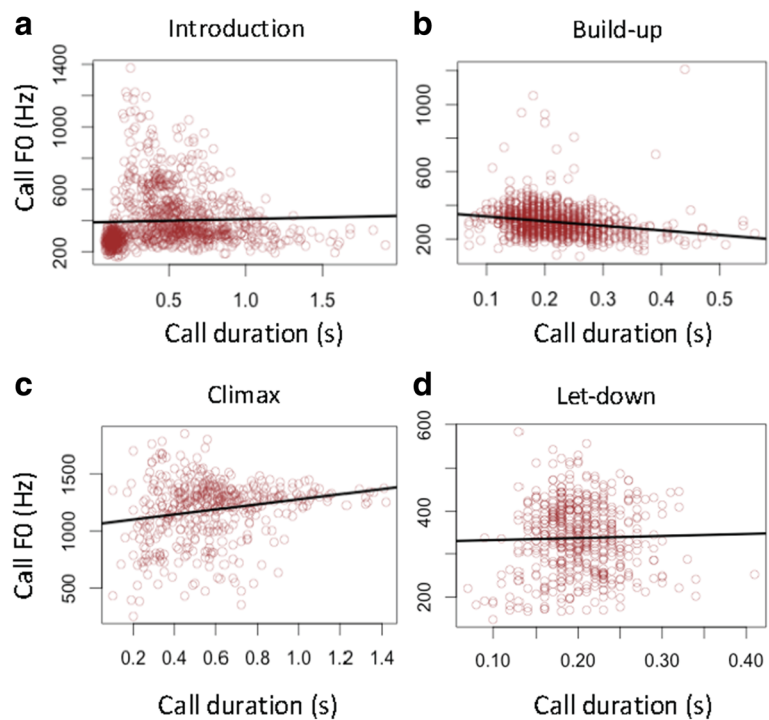 a Introduction
Call F0 (Hz)
1400
1000
600
200
0.5 1.0 1.5
Call duration (s)
b Build-up
1000
600
200
0.1 0.2 0.3 0.4 0.5
Call duration (s)
c Climax
Call F0 (Hz)
1500
1000
500
0.2 0.4 0.6 0.8 1.0 1.2 1.4
Call duration (s)
d Let-down
600
400
200
0.10 0.20 0.30 0.40
Call duration (s)